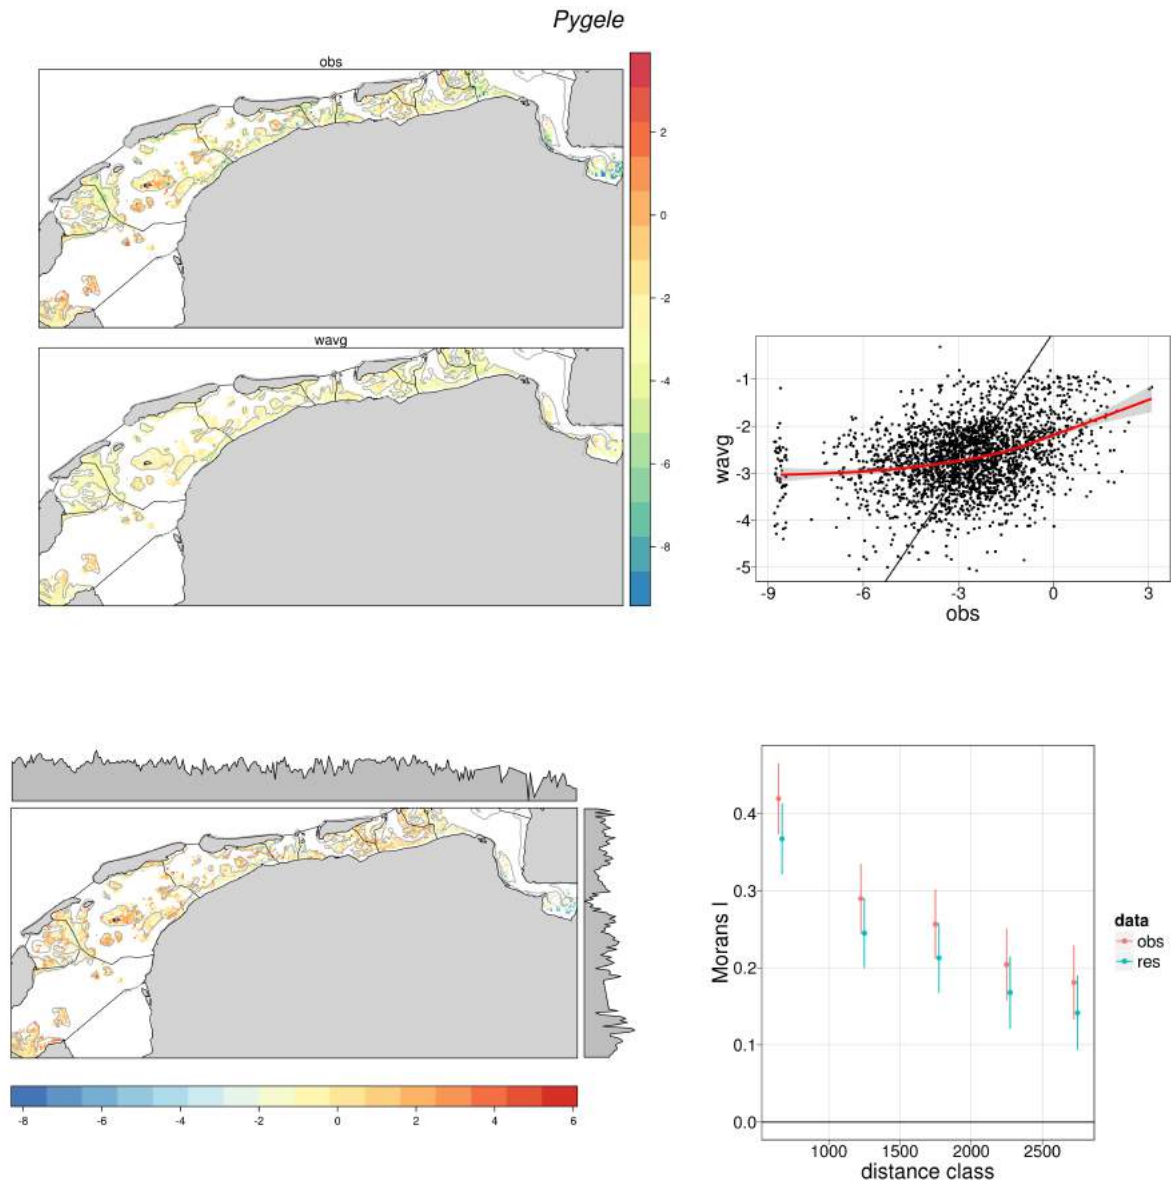 Pygele
obs
2
0
-2
-4
-6
-8
wavg
-1
-2
-3
-4
-5
wavg
-9 -6 -3 0 3
obs
-8 -6 -4 -2 0 2 4 6
0.4
0.3
0.2
0.1
0.0
Morans I
1000 1500 2000 2500
distance class
data
obs
res